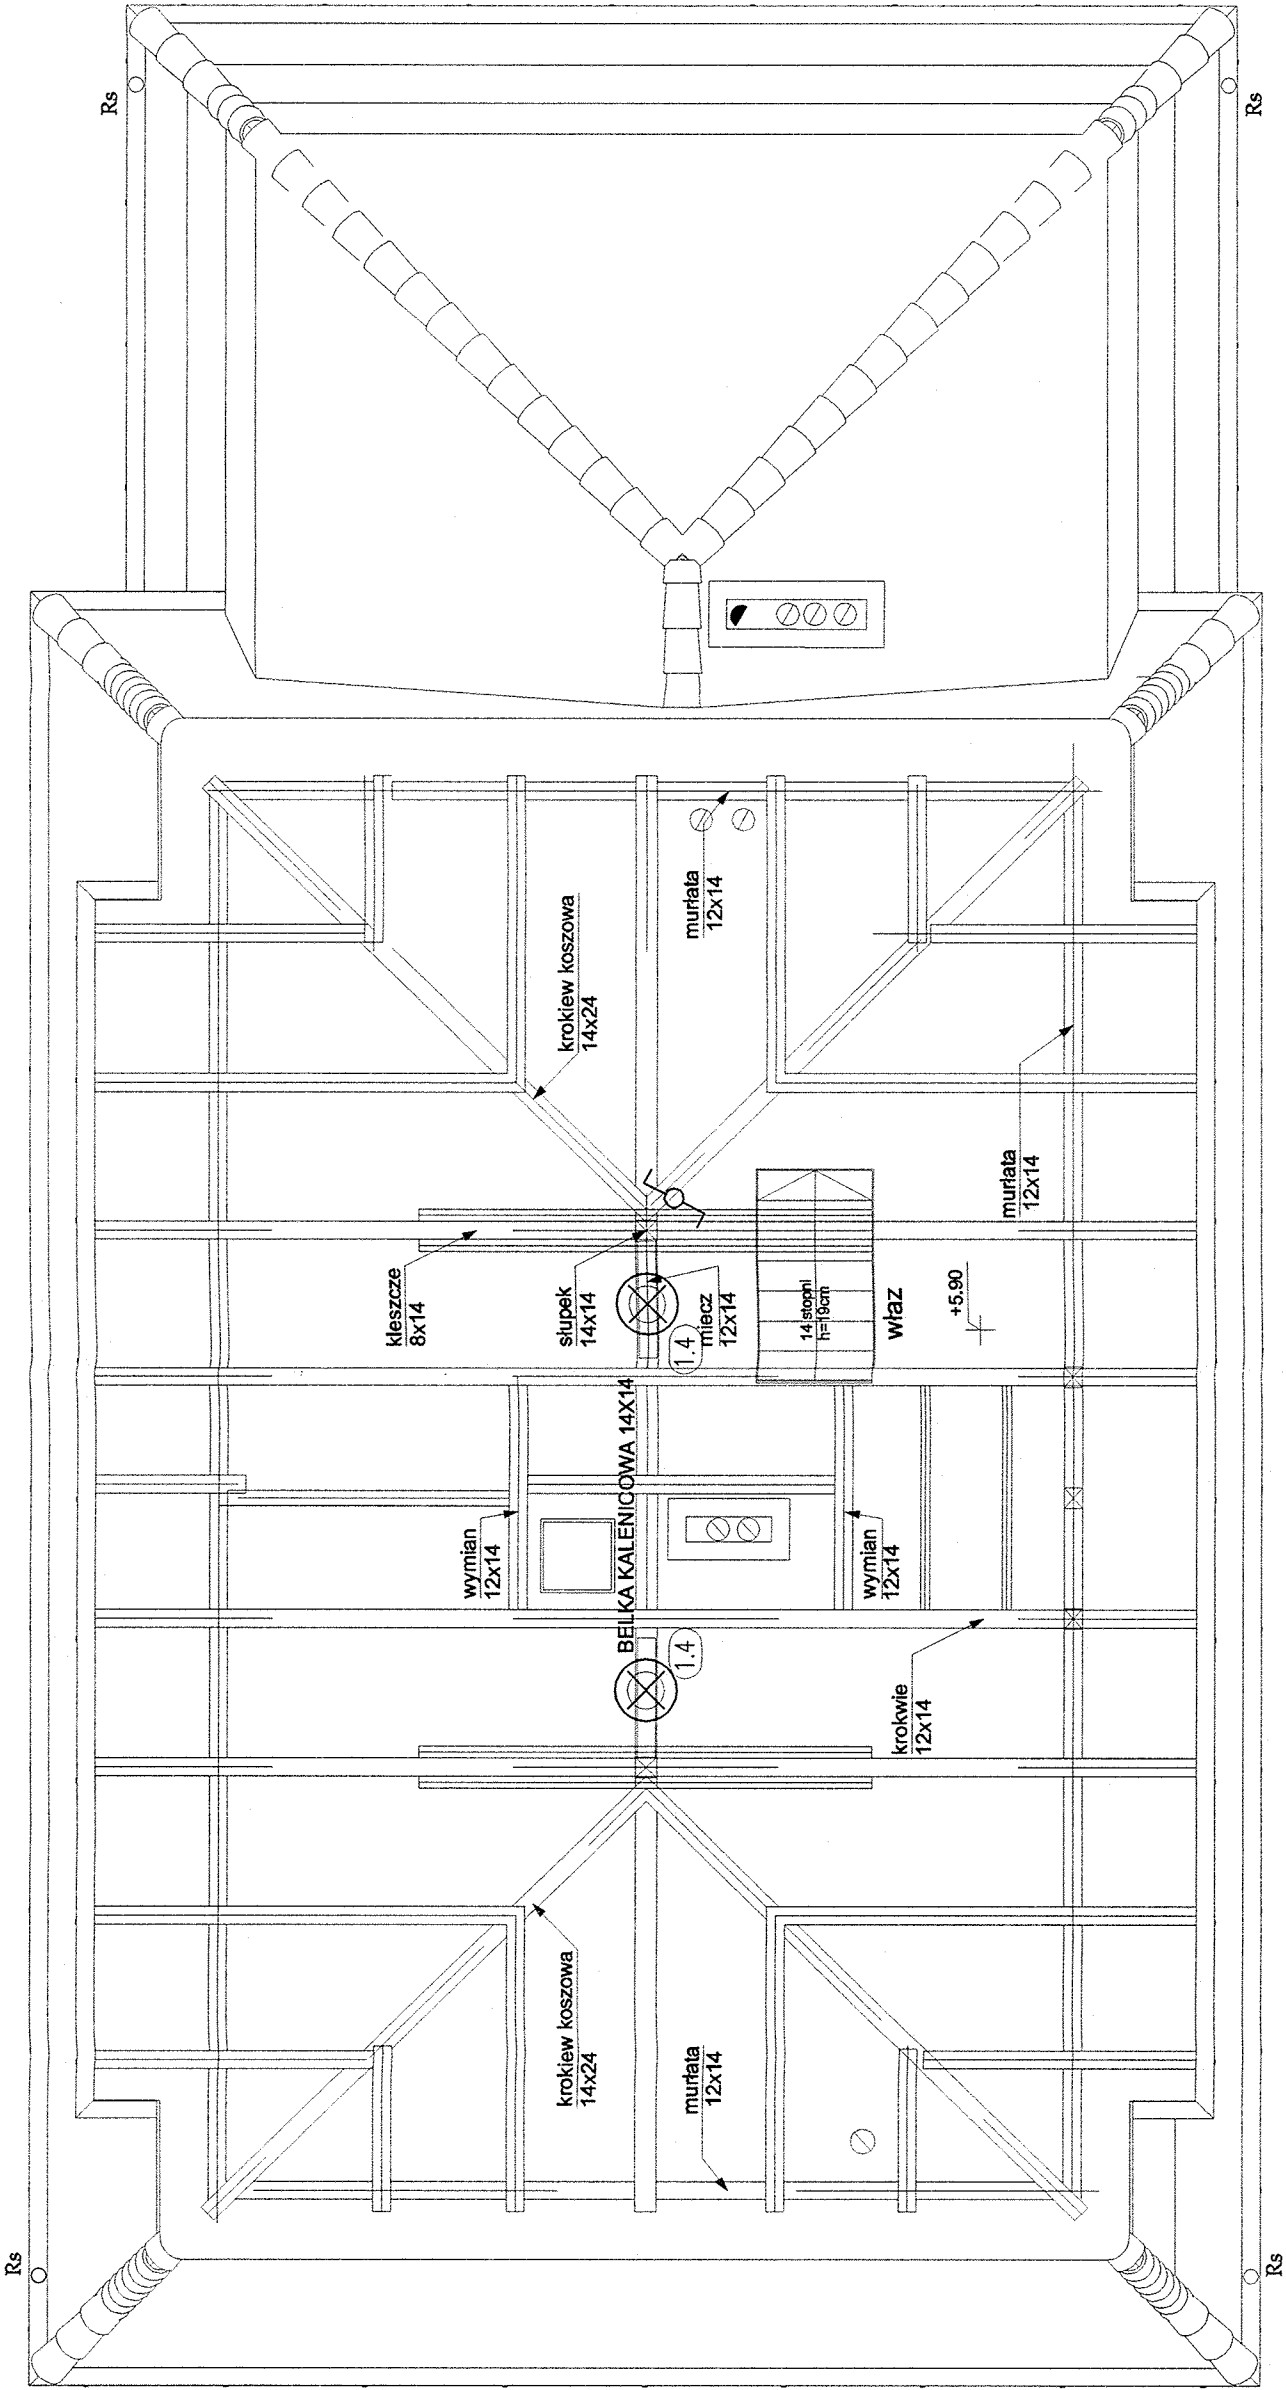 Rs
Rs
murłata
12x14
krokiew koszowa
14x24
murłata
12x14
kleszcze
8x14
słupek
14x14
miecz
12x14
1.4
14 stopni
h=19cm
właz
+5.90
BELKA KALENICOWA 14X14
wymian
12x14
wymian
12x14
1.4
krokwie
12x14
krokiew koszowa
14x24
murłata
12x14
Rs
Rs